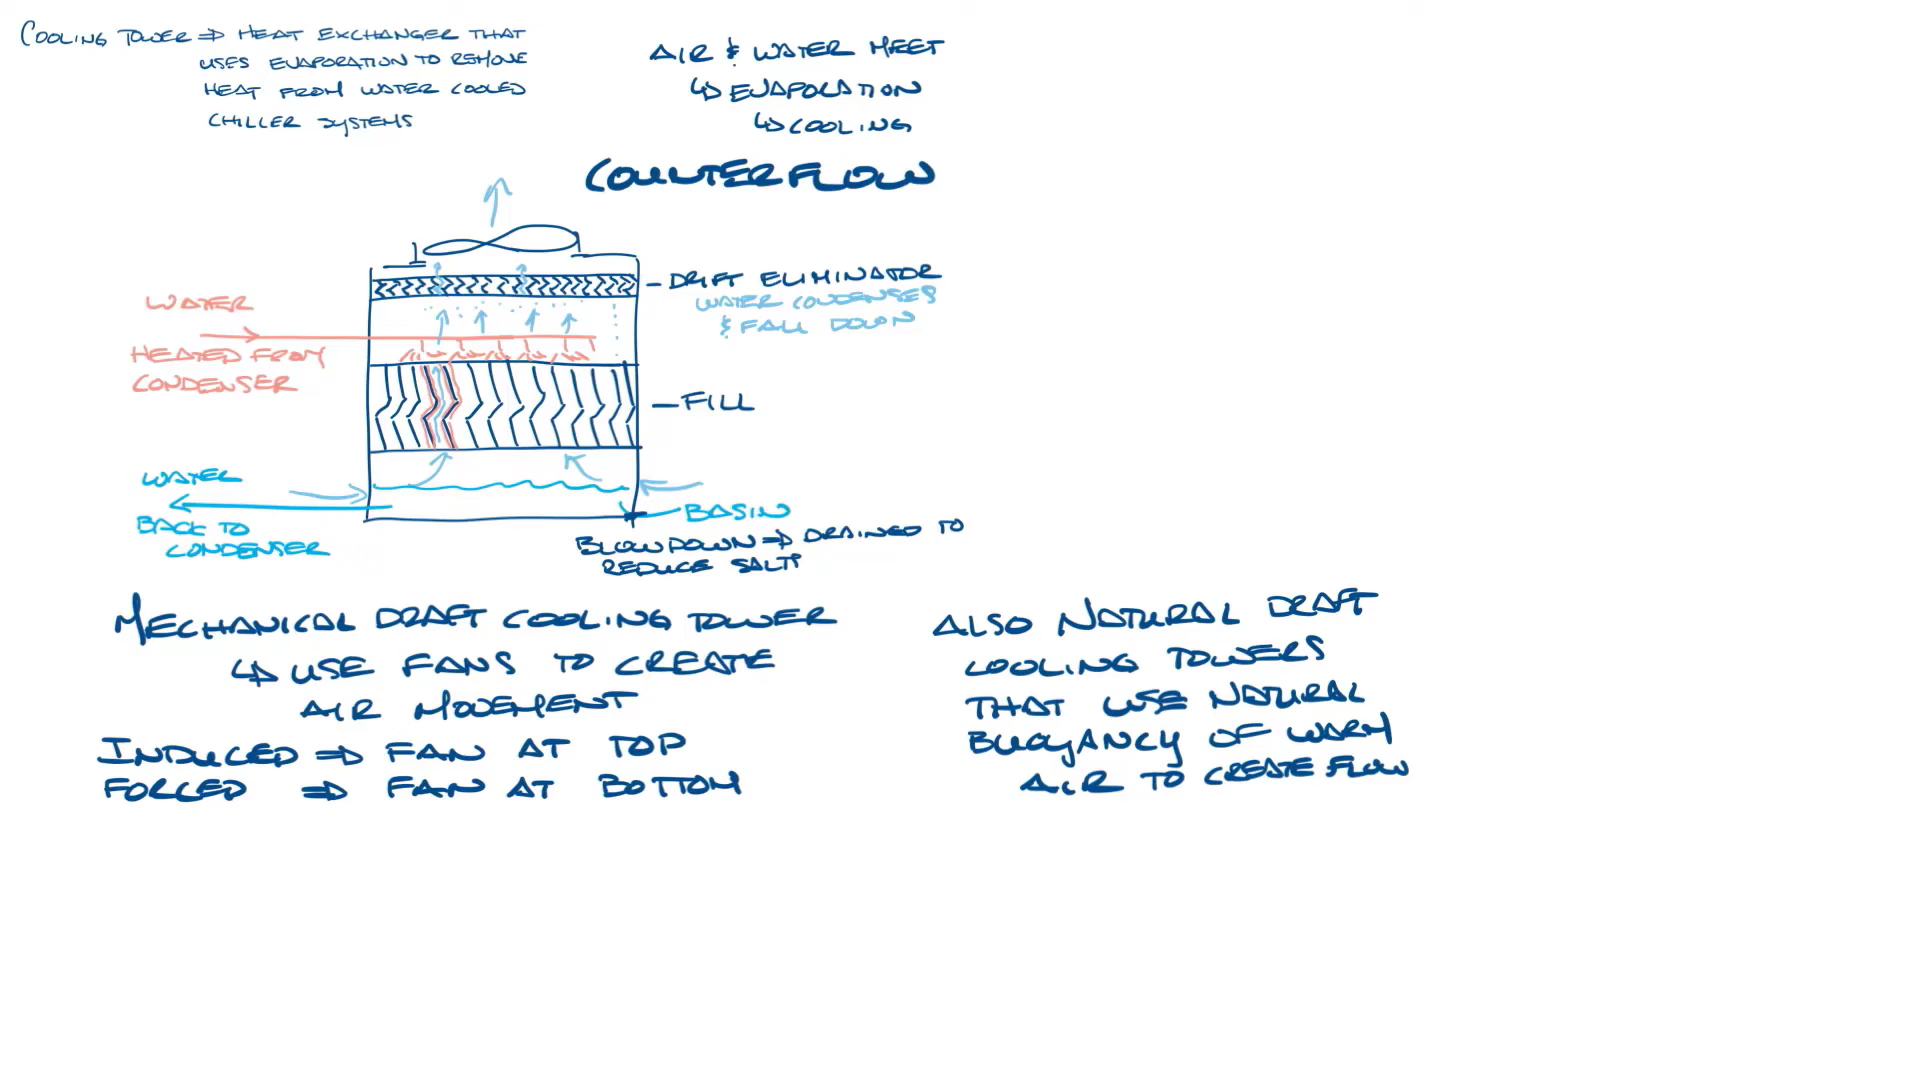 COOLING TOWER ⇒ HEAT EXCHANGER THAT
USES EVAPORATION TO REMOVE
HEAT FROM WATER COOLED
CHILLER SYSTEMS
AIR & WATER MEET
↳ EVAPORATION
↳ COOLING
COUNTERFLOW
DRIFT ELIMINATOR
WATER CONDENSES
& FALL DOWN
WATER
HEATED FROM
CONDENSER
FILL
WATER
BACK TO
CONDENSER
BASIN
BLOWDOWN ⇒ DRAINED TO
REDUCE SALTS
MECHANICAL DRAFT COOLING TOWER
↳ USE FANS TO CREATE
AIR MOVEMENT
INDUCED ⇒ FAN AT TOP
FORCED ⇒ FAN AT BOTTOM
ALSO NATURAL DRAFT
COOLING TOWERS
THAT USE NATURAL
BUOYANCY OF WARM
AIR TO CREATE FLOW